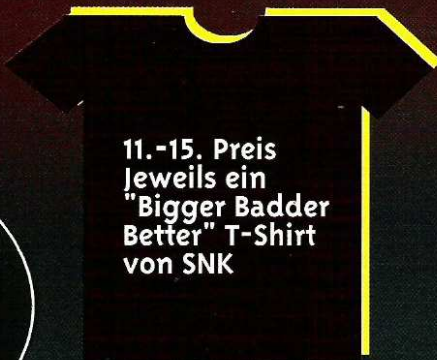 11.-15. Preis
Jeweils ein
"Bigger Badder
Better" T-Shirt
von SNK